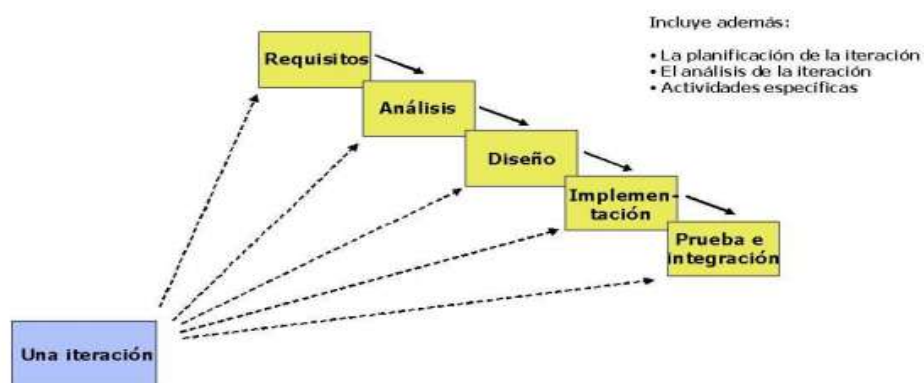 Incluye además:
• La planificación de la iteración
• El análisis de la iteración
• Actividades específicas
Requisitos
Análisis
Diseño
Implemen-
tación
Prueba e
integración
Una iteración